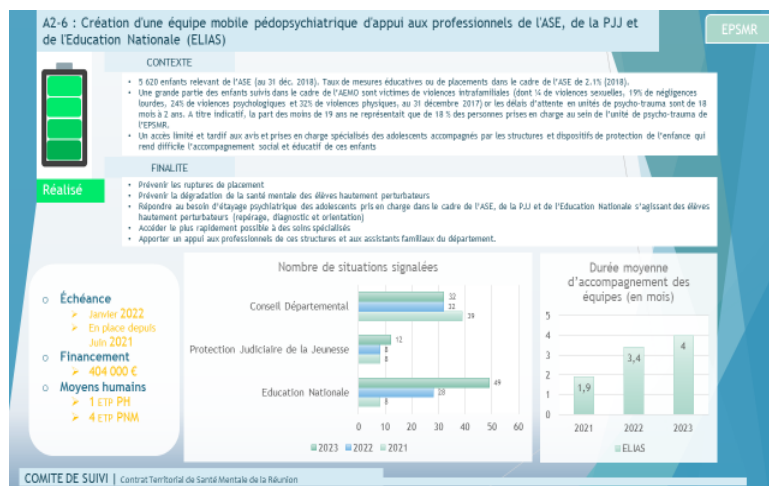 A2-6 : Création d'une équipe mobile pédopsychiatrique d'appui aux professionnels de l'ASE, de la PJJ et
de l'Education Nationale (ELIAS)
EPSMR
CONTEXTE
• 5 620 enfants relevant de l'ASE (au 31 déc. 2018). Taux de mesures éducatives ou de placements dans le cadre de l'ASE de 2.1% (2018).
• Une grande partie des enfants suivis dans le cadre de l'AEMO sont victimes de violences intrafamiliales (dont ¼ de violences sexuelles, 19% de négligences
lourdes, 24% de violences psychologiques et 32% de violences physiques, au 31 décembre 2017) or les délais d'attente en unités de psycho-trauma sont de 18
mois à 2 ans. A titre indicatif, la part des moins de 19 ans ne représentait que de 18 % des personnes prises en charge au sein de l'unité de psycho-trauma de
l'EPSMR.
• Un accès limité et tardif aux avis et prises en charge spécialisés des adolescents accompagnés par les structures et dispositifs de protection de l'enfance qui
rend difficile l'accompagnement social et éducatif de ces enfants
FINALITE
Réalisé
• Prévenir les ruptures de placement
• Prévenir la dégradation de la santé mentale des élèves hautement perturbateurs
• Répondre au besoin d'étayage psychiatrique des adolescents pris en charge dans le cadre de l'ASE, de la PJJ et de l'Education Nationale s'agissant des élèves
hautement perturbateurs (repérage, diagnostic et orientation)
• Accéder le plus rapidement possible à des soins spécialisés
• Apporter un appui aux professionnels de ces structures et aux assistants familiaux du département.
o Échéance
➢ Janvier 2022
➢ En place depuis
Juin 2021
o Financement
➢ 404 000 €
o Moyens humains
➢ 1 ETP PH
➢ 4 ETP PNM
Nombre de situations signalées
Conseil Départemental
32
32
39
Protection Judiciaire de la Jeunesse
12
8
8
Education Nationale
49
28
8
0 10 20 30 40 50 60
2023 2022 2021
Durée moyenne
d'accompagnement des
équipes (en mois)
5
4
3
2
1
0
1,9
3,4
4
2021 2022 2023
ELIAS
COMITE DE SUIVI | Contrat Territorial de Santé Mentale de la Réunion